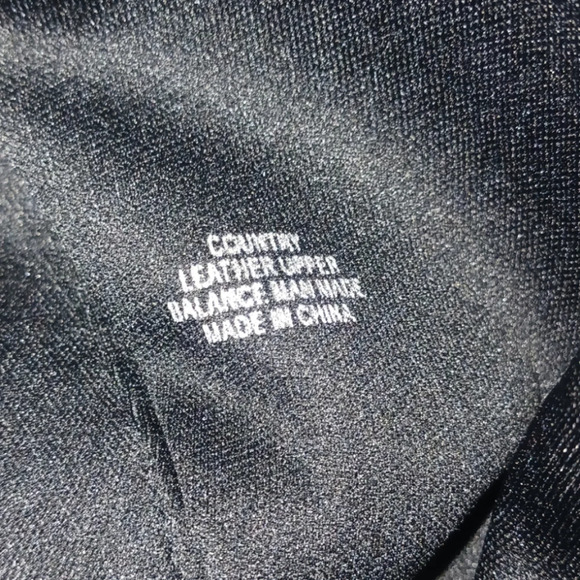 COUNTRY
LEATHER UPPER
BALANCE MAN MADE
MADE IN CHINA